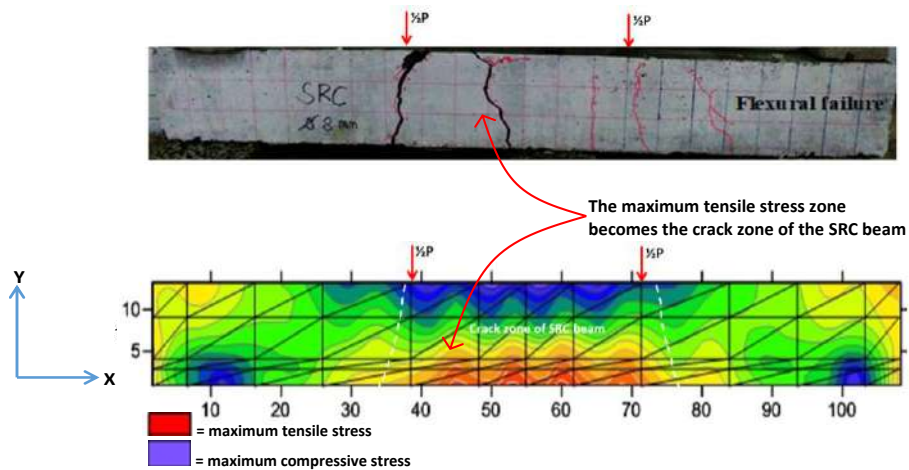 ½P
½P
SRC
Ø 8 mm
Flexural failure
The maximum tensile stress zone
becomes the crack zone of the SRC beam
½P
½P
Y
10
5
Crack zone of SRC beam
X
10 20 30 40 50 60 70 80 90 100
= maximum tensile stress
= maximum compressive stress